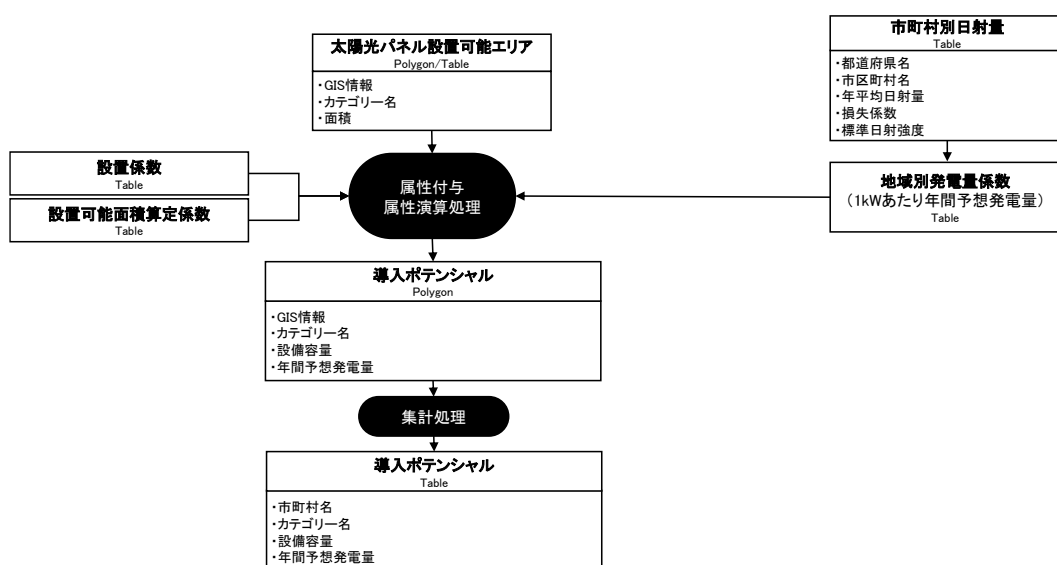 太陽光パネル設置可能エリア
Polygon/Table
・GIS情報
・カテゴリー名
・面積
市町村別日射量
Table
・都道府県名
・市区町村名
・年平均日射量
・損失係数
・標準日射強度
設置係数
Table
設置可能面積算定係数
Table
属性付与
属性演算処理
地域別発電量係数
（1kWあたり年間予想発電量）
Table
導入ポテンシャル
Polygon
・GIS情報
・カテゴリー名
・設備容量
・年間予想発電量
集計処理
導入ポテンシャル
Table
・市町村名
・カテゴリー名
・設備容量
・年間予想発電量